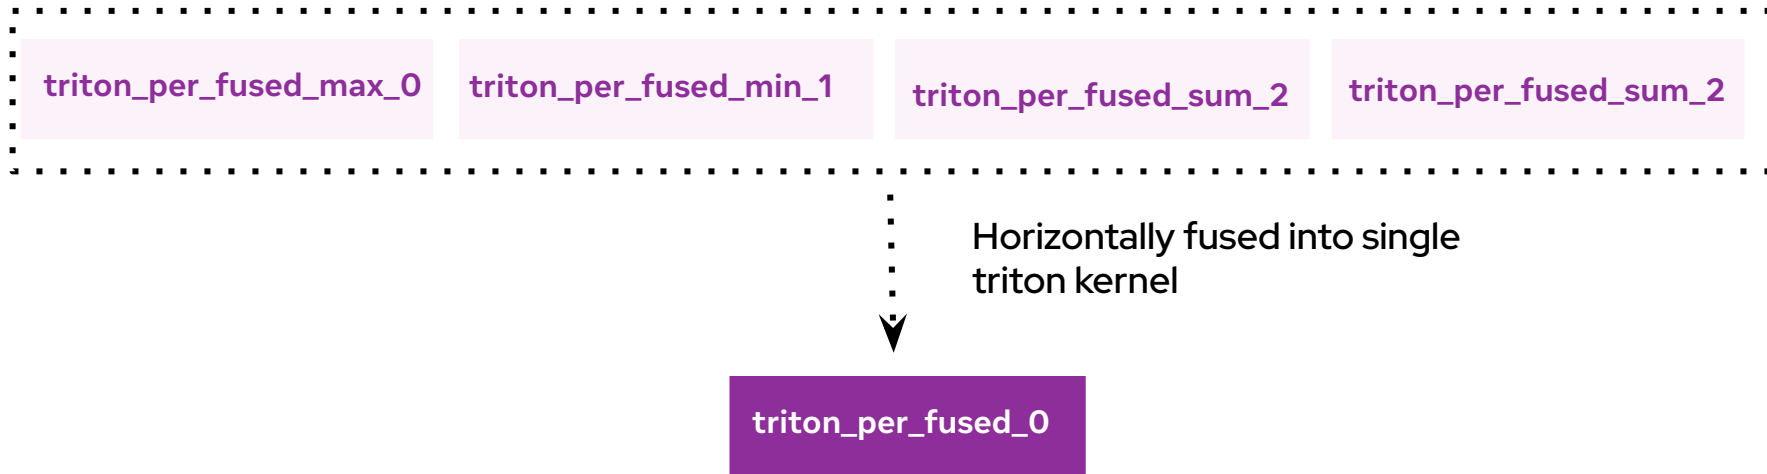 triton_per_fused_max_0
triton_per_fused_min_1
triton_per_fused_sum_2
triton_per_fused_sum_2
Horizontally fused into single
triton kernel
triton_per_fused_0